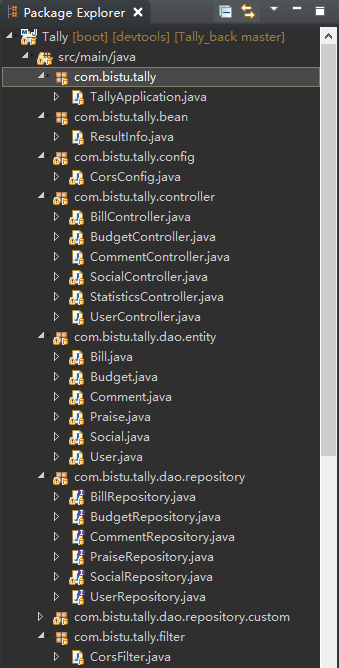 Package Explorer
Tally [boot] [devtools] [Tally_back master]
src/main/java
com.bistu.tally
TallyApplication.java
com.bistu.tally.bean
ResultInfo.java
com.bistu.tally.config
CorsConfig.java
com.bistu.tally.controller
BillController.java
BudgetController.java
CommentController.java
SocialController.java
StatisticsController.java
UserController.java
com.bistu.tally.dao.entity
Bill.java
Budget.java
Comment.java
Praise.java
Social.java
User.java
com.bistu.tally.dao.repository
BillRepository.java
BudgetRepository.java
CommentRepository.java
PraiseRepository.java
SocialRepository.java
UserRepository.java
com.bistu.tally.dao.repository.custom
com.bistu.tally.filter
CorsFilter.java